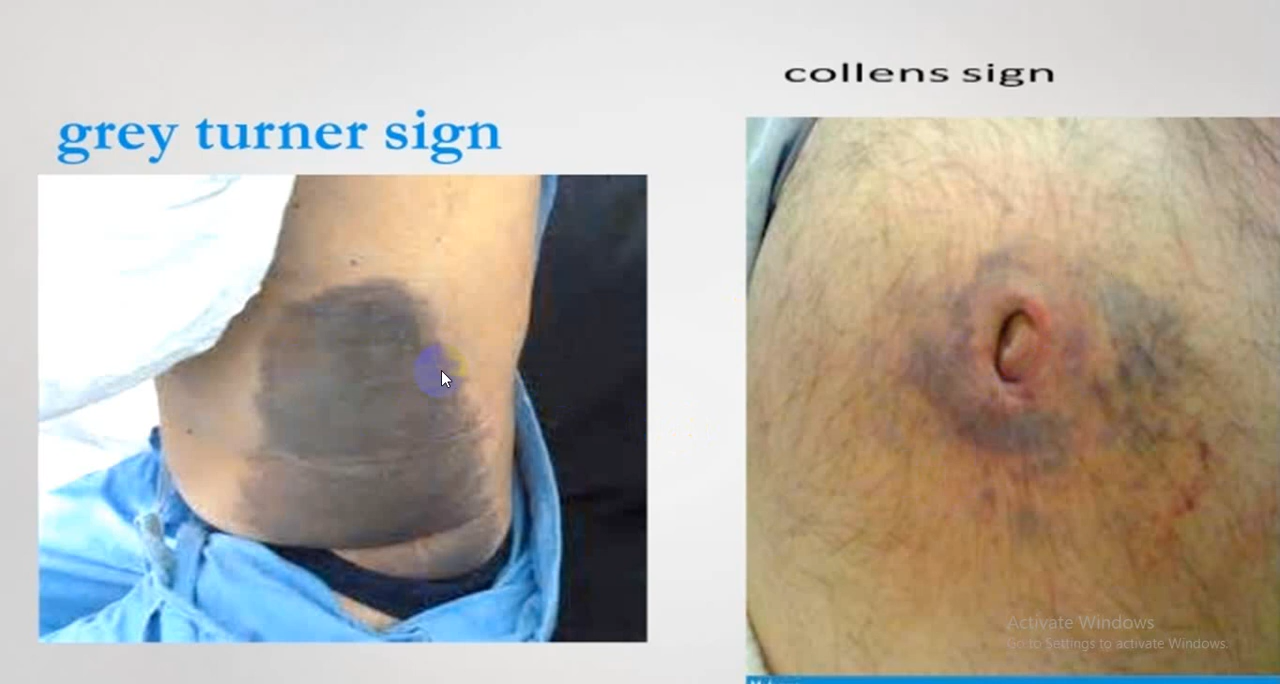 collens sign
grey turner sign
Activate Windows
Go to Settings to activate Windows.